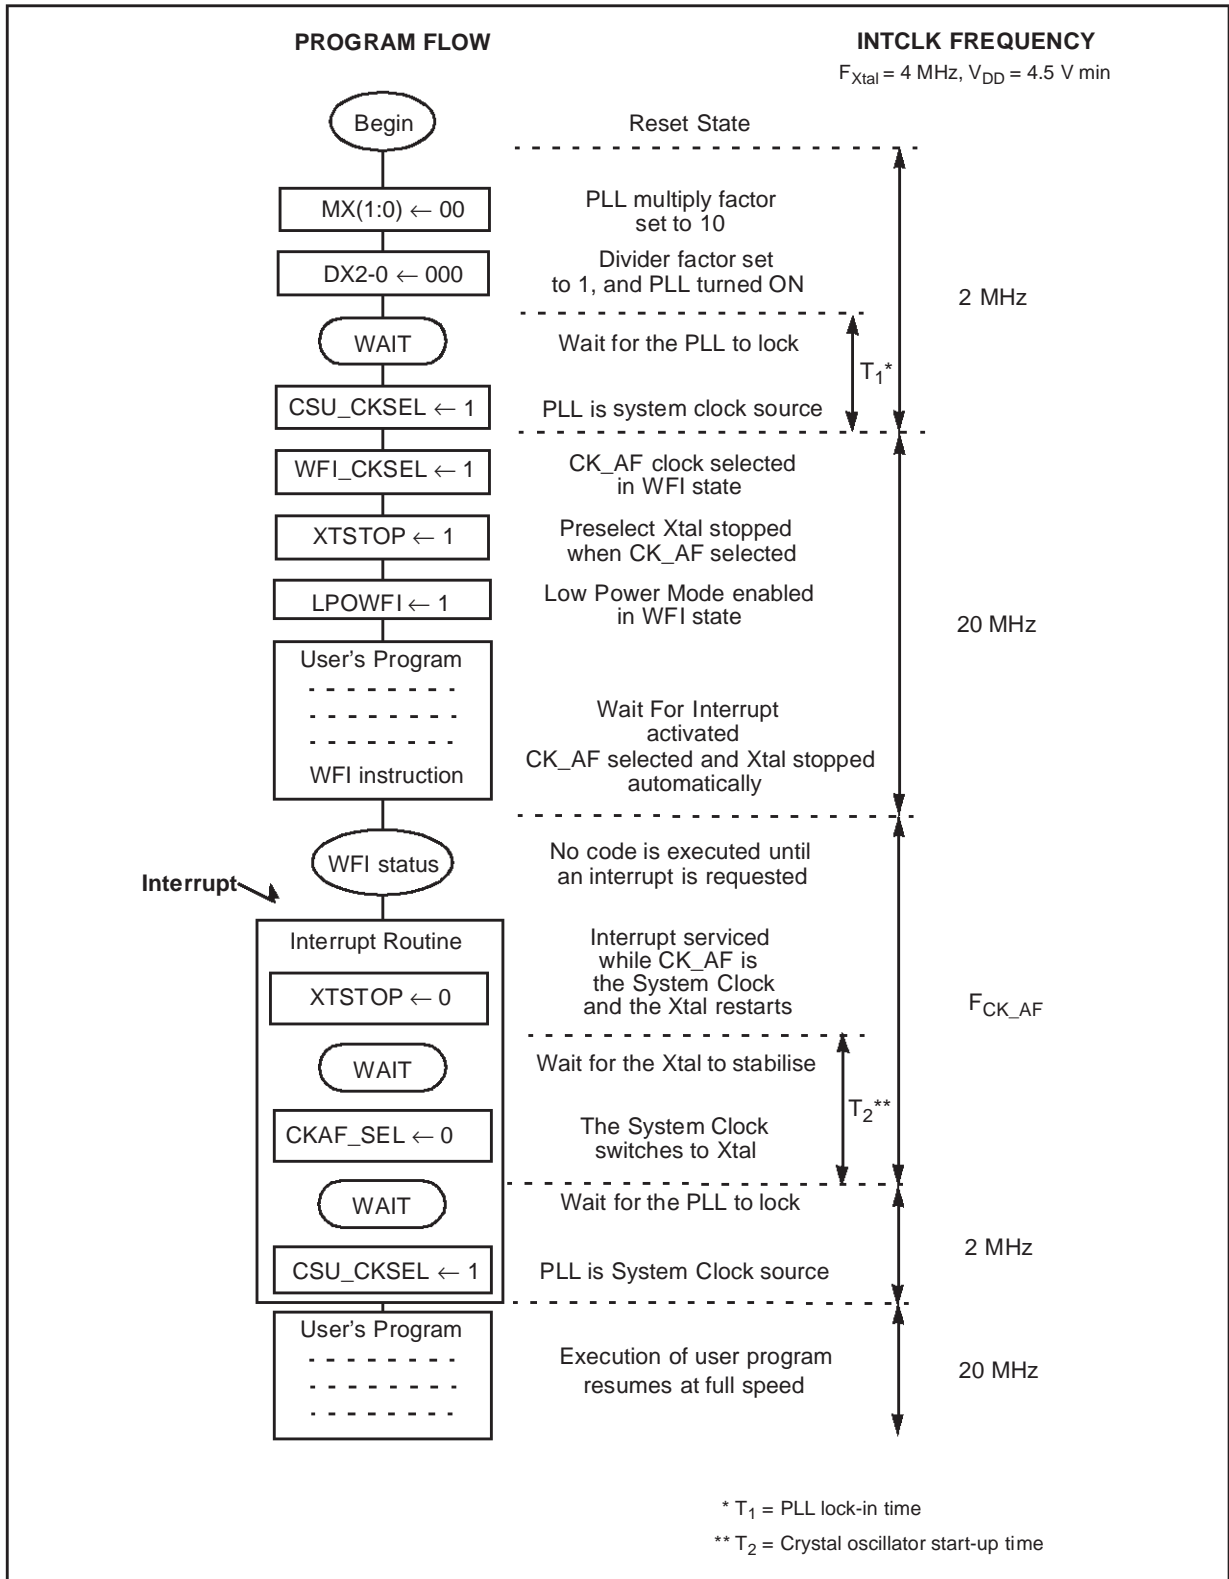 PROGRAM FLOW
INTCLK FREQUENCY
F_Xtal = 4 MHz, V_DD = 4.5 V min
Begin
Reset State
MX(1:0) ← 00
PLL multiply factor
set to 10
DX2-0 ← 000
Divider factor set
to 1, and PLL turned ON
2 MHz
WAIT
Wait for the PLL to lock
T_1*
CSU_CKSEL ← 1
PLL is system clock source
WFI_CKSEL ← 1
CK_AF clock selected
in WFI state
XTSTOP ← 1
Preselect Xtal stopped
when CK_AF selected
LPOWFI ← 1
Low Power Mode enabled
in WFI state
20 MHz
User's Program
Wait For Interrupt
activated
CK_AF selected and Xtal stopped
automatically
WFI instruction
WFI status
No code is executed until
an interrupt is requested
Interrupt
Interrupt Routine
Interrupt serviced
while CK_AF is
the System Clock
and the Xtal restarts
XTSTOP ← 0
F_CK_AF
WAIT
Wait for the Xtal to stabilise
T_2**
CKAF_SEL ← 0
The System Clock
switches to Xtal
WAIT
Wait for the PLL to lock
2 MHz
CSU_CKSEL ← 1
PLL is System Clock source
User's Program
Execution of user program
resumes at full speed
20 MHz
* T_1 = PLL lock-in time
** T_2 = Crystal oscillator start-up time